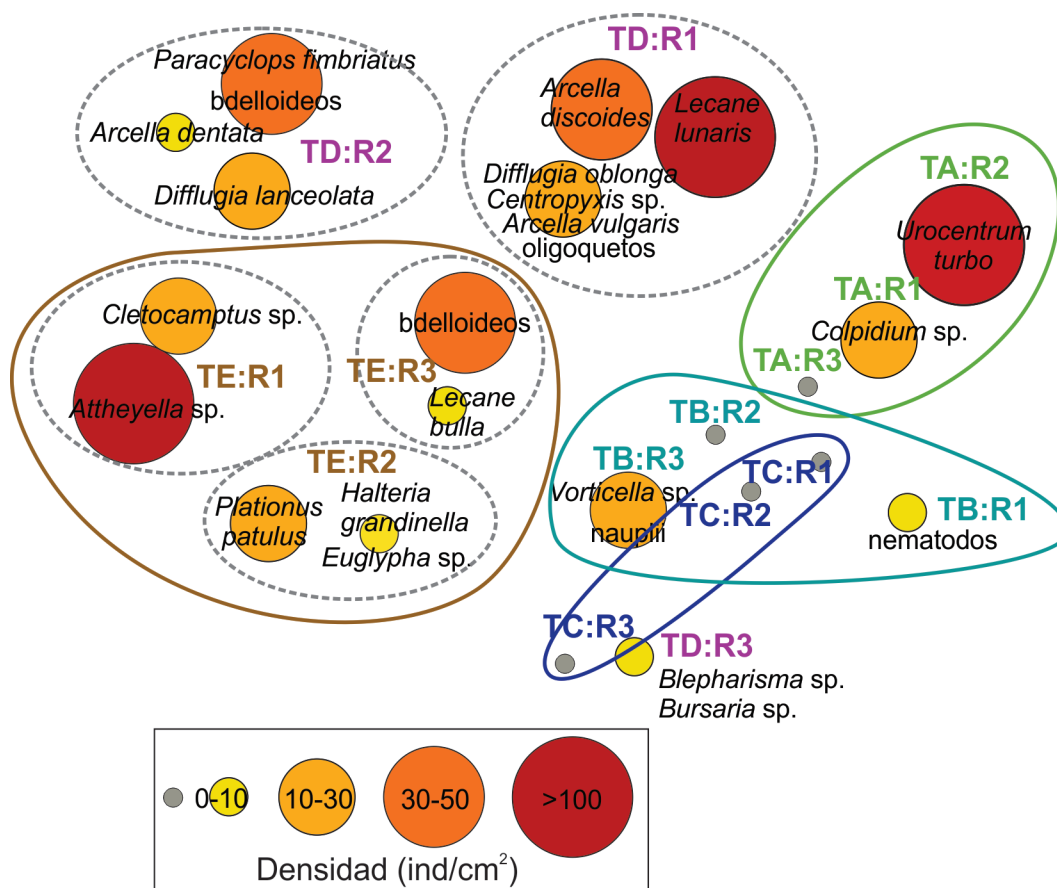 Paracyclops fimbriatus
bdelloideos
Arcella dentata
TD:R2
Difflugia lanceolata
TD:R1
Arcella
discoides
Lecane
lunaris
Difflugia oblonga
Centropyxis sp.
Arcella vulgaris
oligoquetos
TA:R2
Urocentrum
turbo
TA:R1
Colpidium sp.
TA:R3
Cletocamptus sp.
TE:R1
Attheyella sp.
bdelloideos
TE:R3
Lecane
bulla
TE:R2
Plationus
patulus
Halteria
grandinella
Euglypha sp.
TB:R2
TB:R3
Vorticella sp.
nauplii
TC:R1
TC:R2
TB:R1
nematodos
TC:R3
TD:R3
Blepharisma sp.
Bursaria sp.
0-10
10-30
30-50
>100
Densidad (ind/cm²)